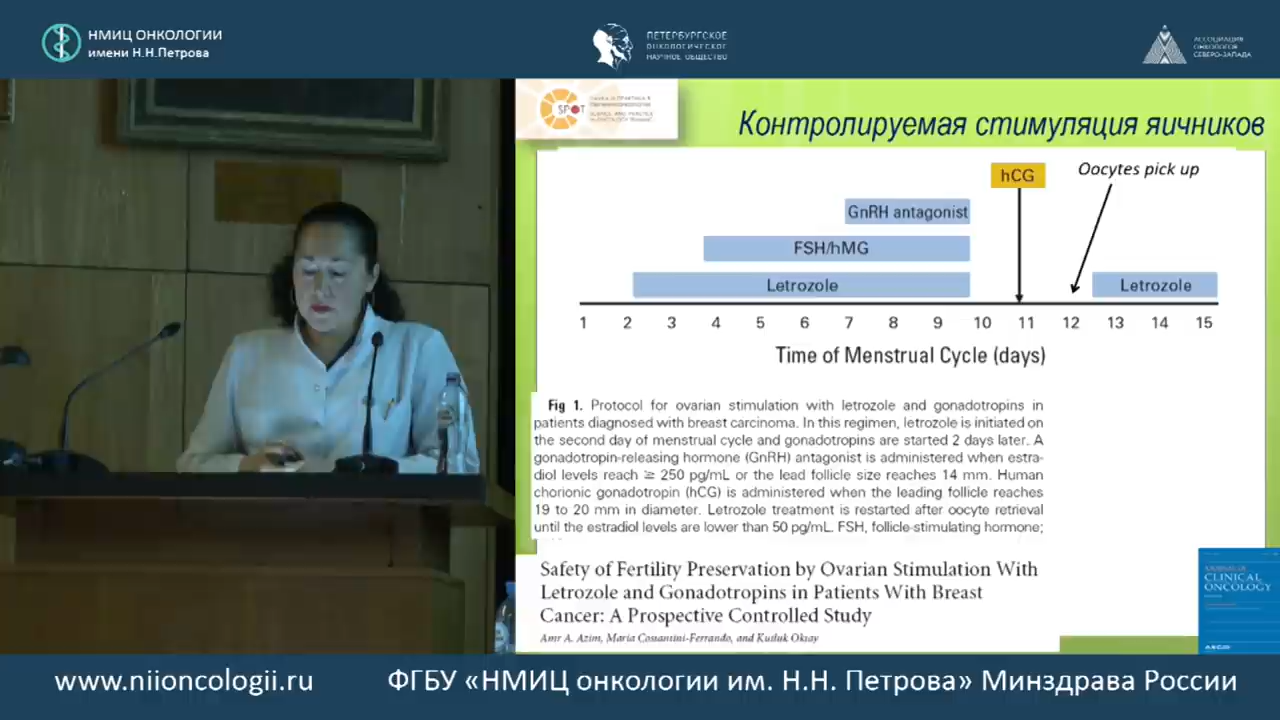 НМИЦ ОНКОЛОГИИ
имени Н.Н.Петрова
ПЕТЕРБУРГСКОЕ
ОНКОЛОГИЧЕСКОЕ
НАУЧНОЕ ОБЩЕСТВО
АССОЦИАЦИЯ
ОНКОЛОГОВ
СЕВЕРО-ЗАПАДА
SPOT
Контролируемая стимуляция яичников
hCG
Oocytes pick up
GnRH antagonist
FSH/hMG
Letrozole
Letrozole
1 2 3 4 5 6 7 8 9 10 11 12 13 14 15
Time of Menstrual Cycle (days)
Fig 1. Protocol for ovarian stimulation with letrozole and gonadotropins in
patients diagnosed with breast carcinoma. In this regimen, letrozole is initiated on
the second day of menstrual cycle and gonadotropins are started 2 days later. A
gonadotropin-releasing hormone (GnRH) antagonist is administered when estra-
diol levels reach ≥ 250 pg/mL or the lead follicle size reaches 14 mm. Human
chorionic gonadotropin (hCG) is administered when the leading follicle reaches
19 to 20 mm in diameter. Letrozole treatment is restarted after oocyte retrieval
until the estradiol levels are lower than 50 pg/mL. FSH, follicle-stimulating hormone;
Safety of Fertility Preservation by Ovarian Stimulation With
Letrozole and Gonadotropins in Patients With Breast
Cancer: A Prospective Controlled Study
Amr A. Azim, Maria Costantini-Ferrando, and Kutluk Oktay
JOURNAL OF
CLINICAL
ONCOLOGY
ASCO
www.niioncologii.ru
ФГБУ «НМИЦ онкологии им. Н.Н. Петрова» Минздрава России